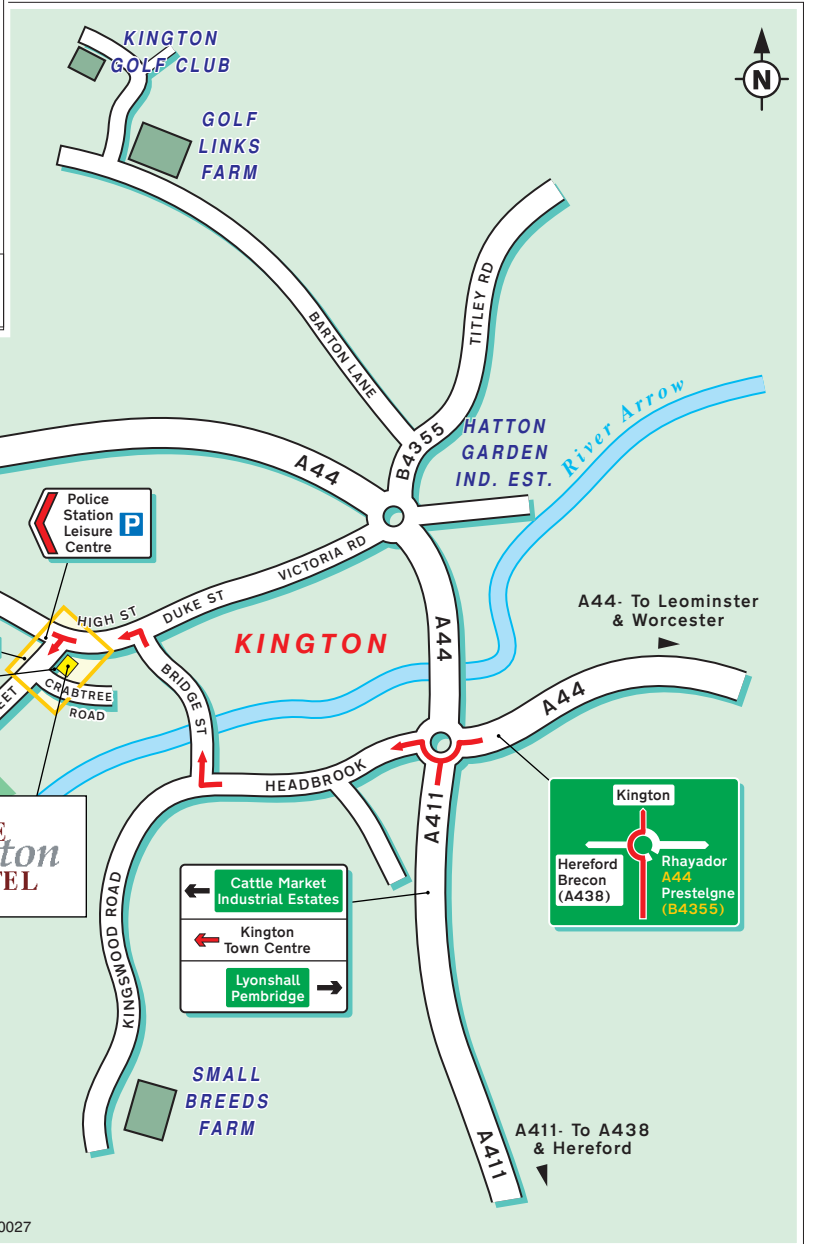 KINGTON
GOLF CLUB
N
GOLF
LINKS
FARM
TITLEY RD
BARTON LANE
River Arrow
HATTON
GARDEN
IND. EST.
B4355
A44
Police
Station
Leisure
Centre
P
VICTORIA RD
DUKE ST
HIGH ST
A44- To Leominster
& Worcester
KINGTON
A44
BRIDGE ST
CRABTREE
ROAD
EET
A44
HEADBROOK
A411
Kington
Hereford
Brecon
(A438)
Rhayador
A44
Prestelgne
(B4355)
E
ton
EL
Cattle Market
Industrial Estates
Kington
Town Centre
Lyonshall
Pembridge
KINGSWOOD ROAD
SMALL
BREEDS
FARM
A411
A411- To A438
& Hereford
0027